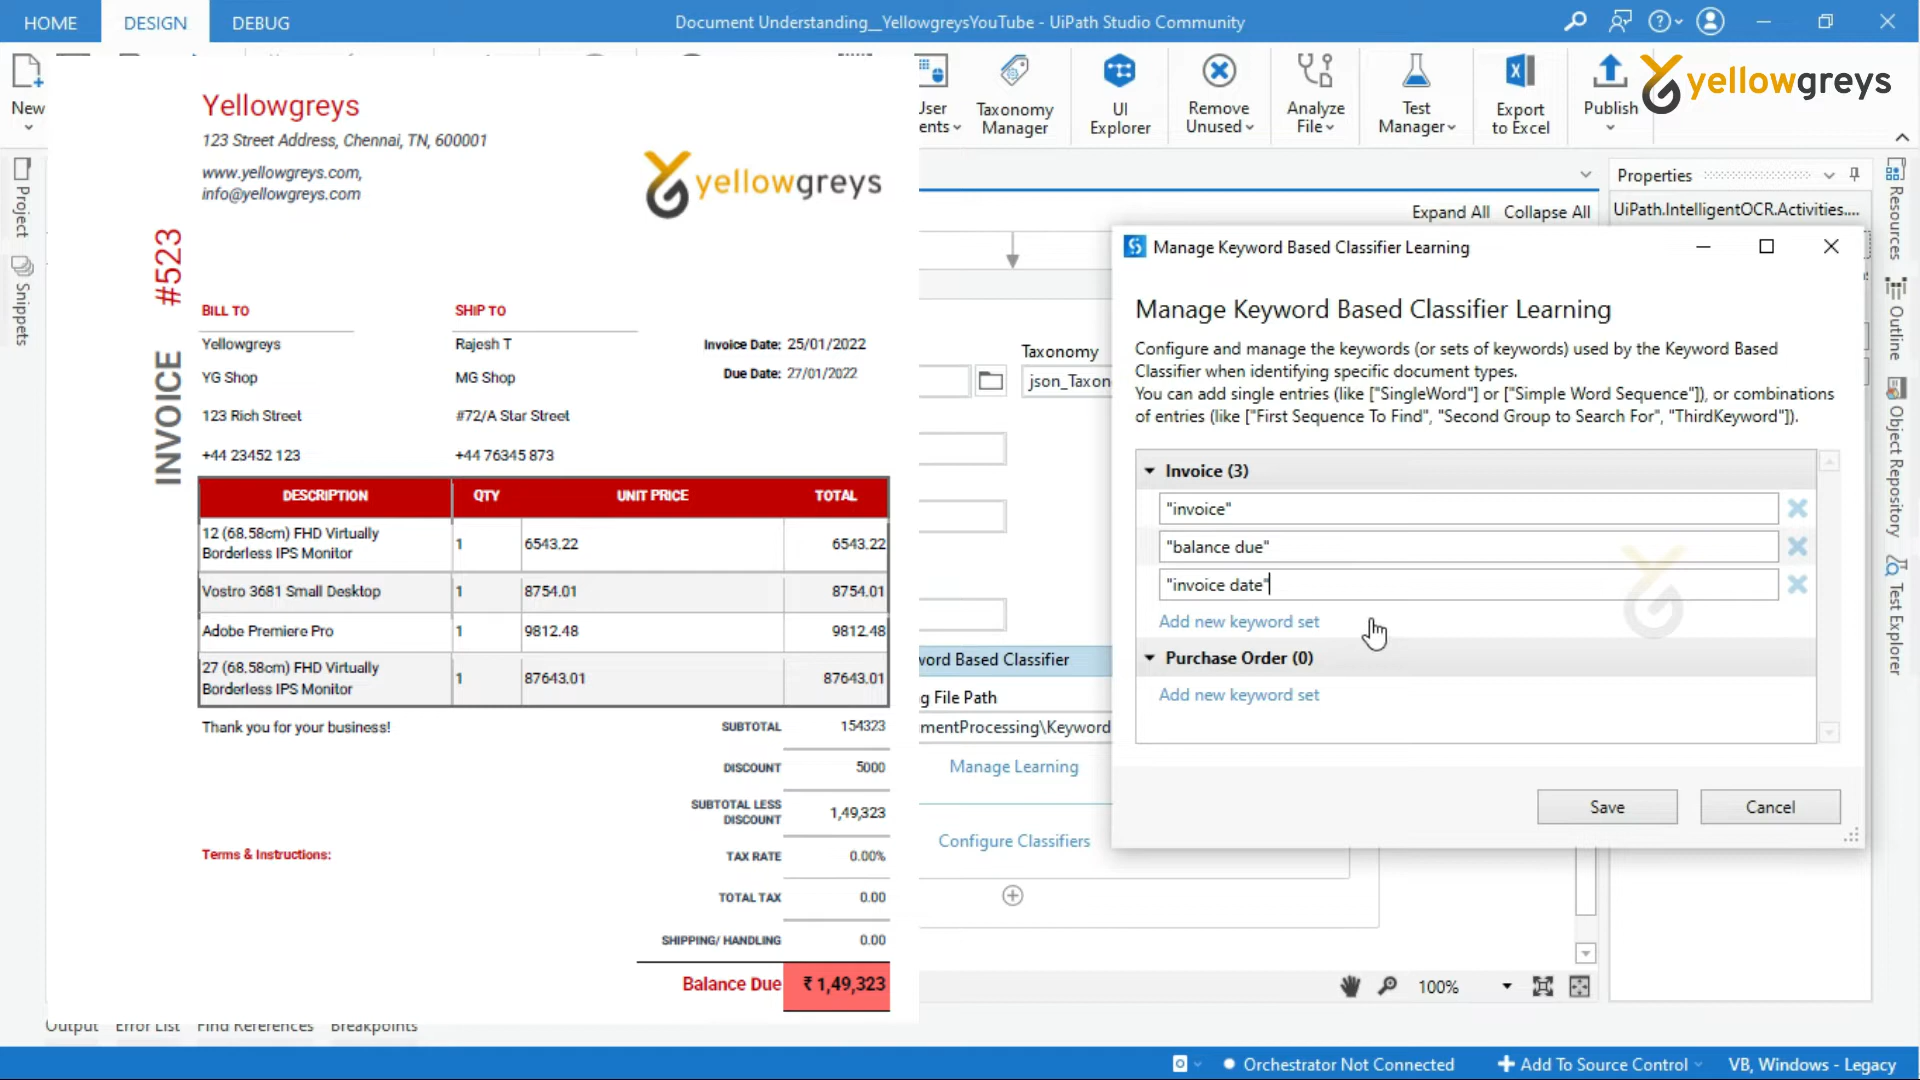 HOME
DESIGN
DEBUG
Document Understanding__YellowgreysYouTube - UiPath Studio Community
New
User
ents
Taxonomy
Manager
UI
Explorer
Remove
Unused
Analyze
File
Test
Manager
Export
to Excel
Publish
yellowgreys
Project
Snippets
Yellowgreys
123 Street Address, Chennai, TN, 600001
www.yellowgreys.com,
info@yellowgreys.com
yellowgreys
INVOICE #523
BILL TO
SHIP TO
Yellowgreys
Rajesh T
Invoice Date: 25/01/2022
YG Shop
MG Shop
Due Date: 27/01/2022
123 Rich Street
#72/A Star Street
+44 23452 123
+44 76345 873
DESCRIPTION QTY UNIT PRICE TOTAL
12 (68.58cm) FHD Virtually
Borderless IPS Monitor
1 6543.22 6543.22
Vostro 3681 Small Desktop 1 8754.01 8754.01
Adobe Premiere Pro 1 9812.48 9812.48
27 (68.58cm) FHD Virtually
Borderless IPS Monitor
1 87643.01 87643.01
Thank you for your business!
SUBTOTAL 154323
DISCOUNT 5000
SUBTOTAL LESS
DISCOUNT
1,49,323
Terms & Instructions:
TAX RATE 0.00%
TOTAL TAX 0.00
SHIPPING/ HANDLING 0.00
Balance Due ₹ 1,49,323
Expand All Collapse All
Taxonomy
json_Taxon
word Based Classifier
g File Path
mentProcessing\Keyword
Manage Learning
Configure Classifiers
Properties
UiPath.IntelligentOCR.Activities....
Manage Keyword Based Classifier Learning
Manage Keyword Based Classifier Learning
Configure and manage the keywords (or sets of keywords) used by the Keyword Based
Classifier when identifying specific document types.
You can add single entries (like ["SingleWord"] or ["Simple Word Sequence"]), or combinations
of entries (like ["First Sequence To Find", "Second Group to Search For", "ThirdKeyword"]).
Invoice (3)
"invoice"
"balance due"
"invoice date"
Add new keyword set
Purchase Order (0)
Add new keyword set
Save
Cancel
Resources
Outline
Object Repository
Test Explorer
100%
Output Error List Find References Breakpoints
Orchestrator Not Connected
Add To Source Control
VB, Windows - Legacy